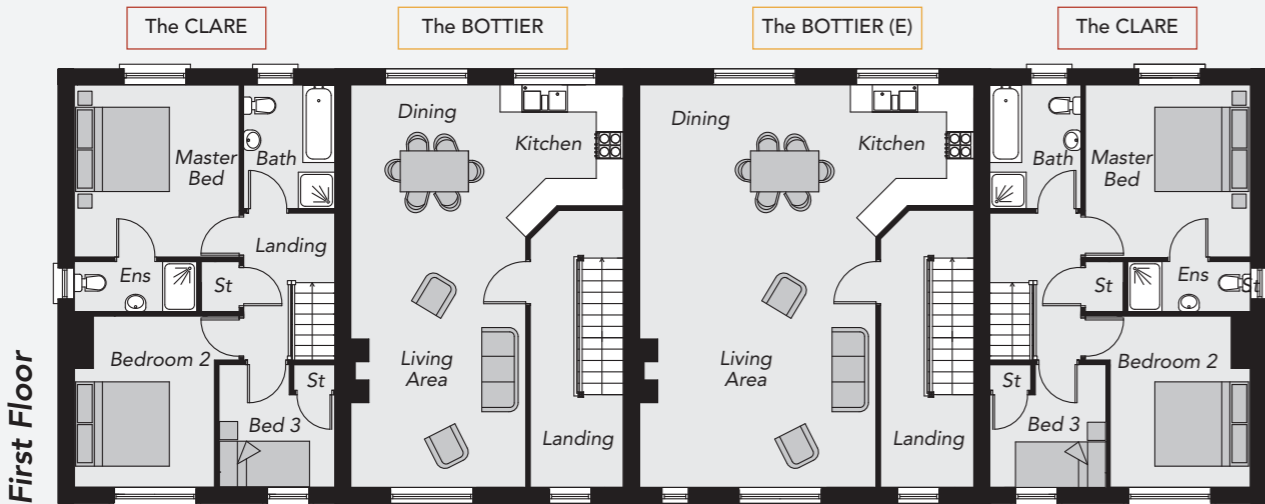 The CLARE
The BOTTIER
The BOTTIER (E)
The CLARE
First Floor
Master
Bed
Bath
Landing
Ens
St
Bedroom 2
St
Bed 3
Dining
Kitchen
Living
Area
Landing
Dining
Kitchen
Living
Area
Landing
Bath
Master
Bed
St
Ens
St
Bedroom 2
St
Bed 3